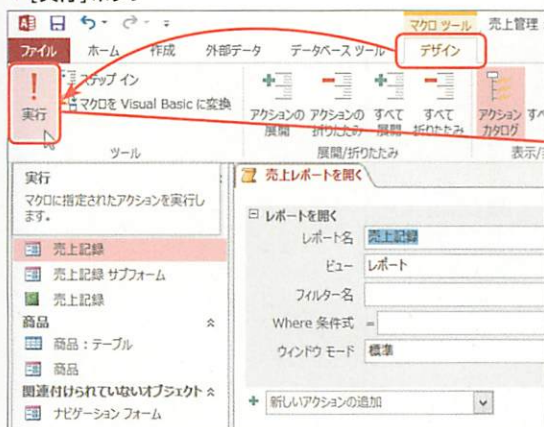 マクロ ツール 売上管理
ファイル ホーム 作成 外部データ データベース ツール デザイン
ステップ イン
マクロを Visual Basic に変換
実行
アクションの展開 アクションの折りたたみ すべて展開 すべて折りたたみ アクションカタログ
ツール 展開/折りたたみ 表示/
実行
マクロに指定されたアクションを実行し
ます。
売上レポートを開く
レポートを開く
レポート名 売上記録
ビュー レポート
フィルター名
Where 条件式 =
ウィンドウ モード 標準
新しいアクションの追加
売上記録
売上記録 サブフォーム
売上記録
商品
商品 : テーブル
商品
関連付けられていないオブジェクト
ナビゲーション フォーム